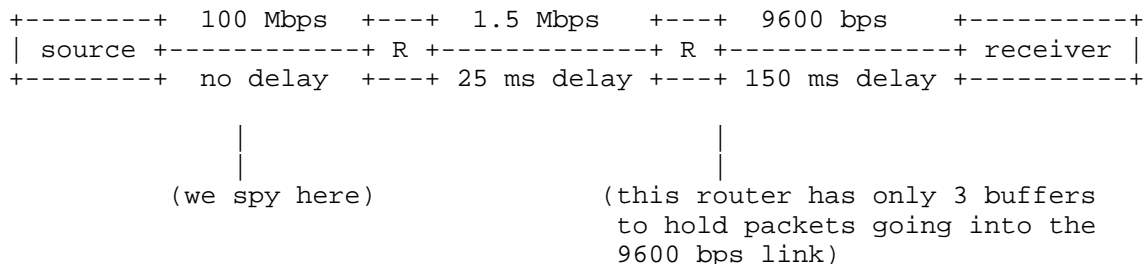 +--------+  100 Mbps  +---+  1.5 Mbps   +---+  9600 bps    +----------+
| source +------------+ R +-------------+ R +--------------+ receiver |
+--------+  no delay  +---+ 25 ms delay +---+ 150 ms delay +----------+
|                              |
|                              |
(we spy here)            (this router has only 3 buffers
to hold packets going into the
9600 bps link)